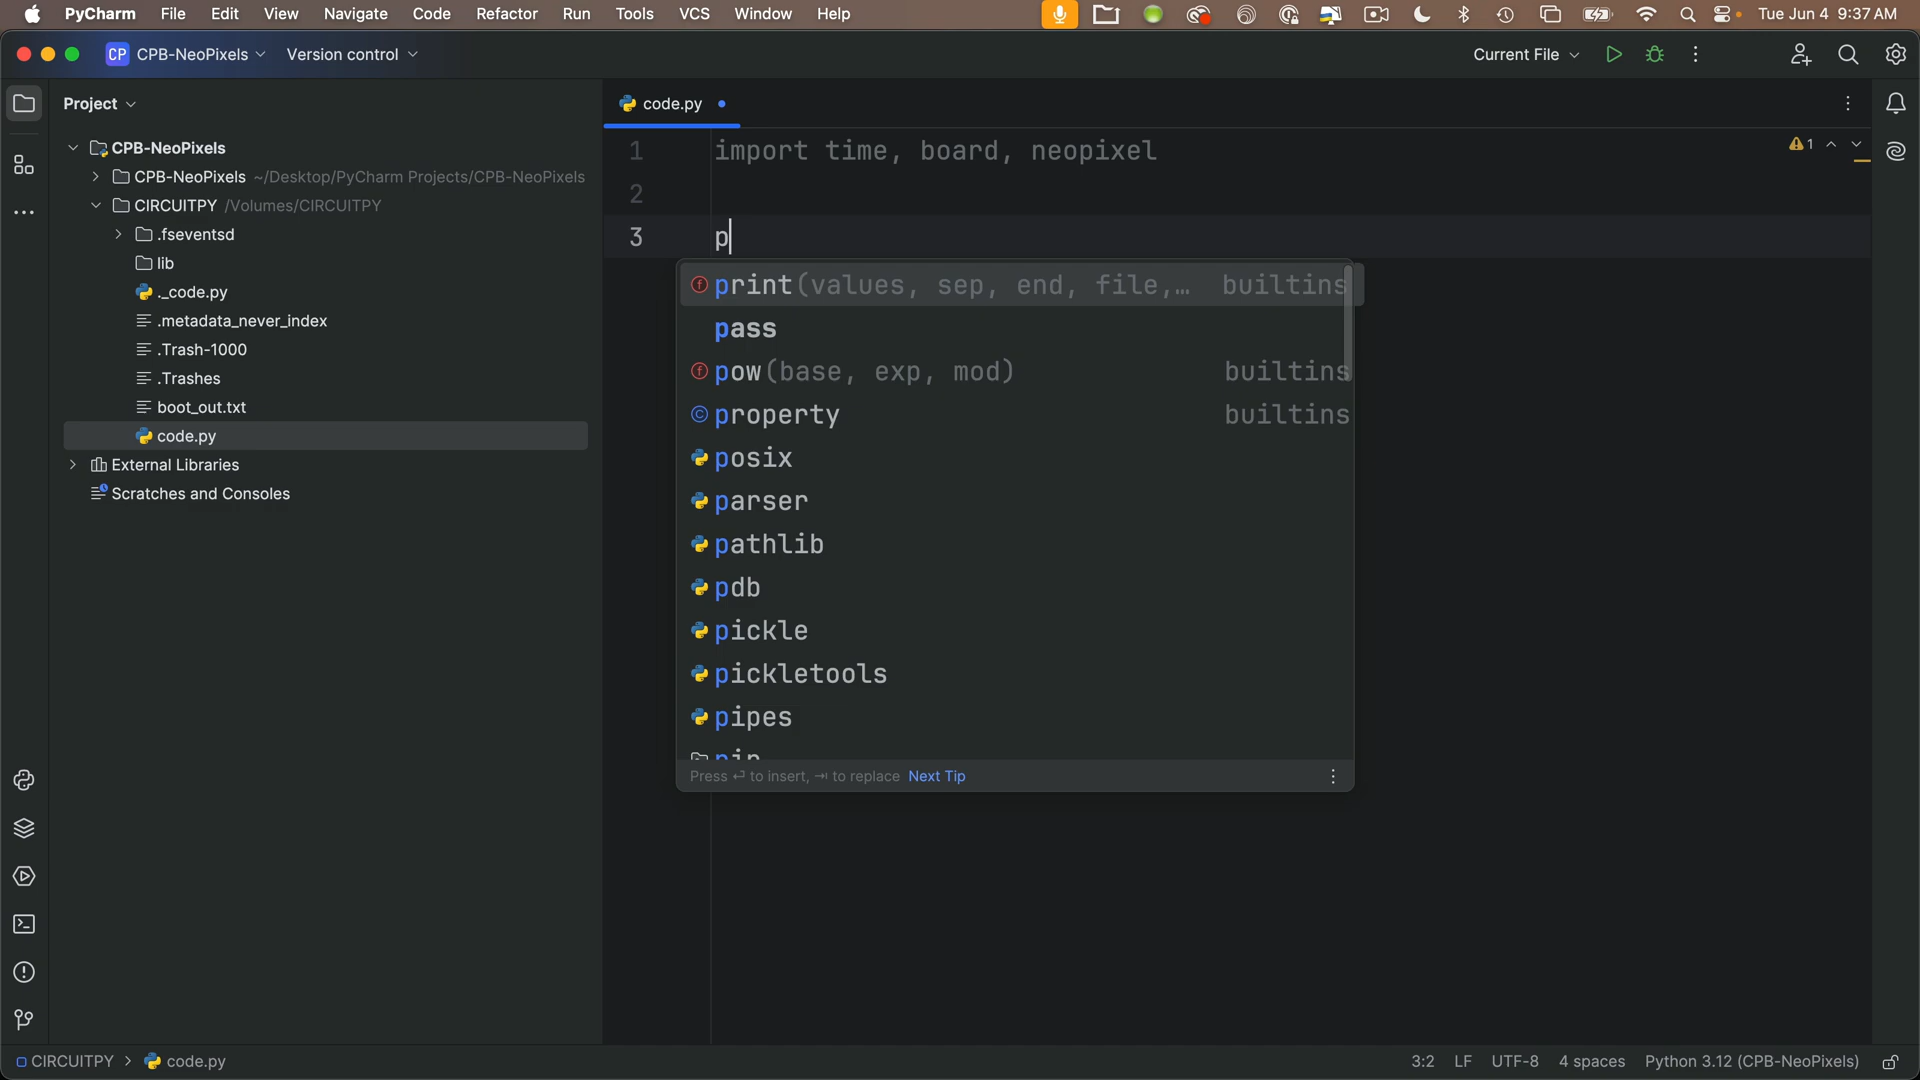 PyCharm File Edit View Navigate Code Refactor Run Tools VCS Window Help Tue Jun 4 9:37 AM
CP CPB-NeoPixels Version control Current File
Project
code.py
CPB-NeoPixels
CPB-NeoPixels ~/Desktop/PyCharm Projects/CPB-NeoPixels
CIRCUITPY /Volumes/CIRCUITPY
.fseventsd
lib
._code.py
.metadata_never_index
.Trash-1000
.Trashes
boot_out.txt
code.py
External Libraries
Scratches and Consoles
1 import time, board, neopixel
1
2
3 p
print(values, sep, end, file,… builtins
pass
pow(base, exp, mod) builtins
property builtins
posix
parser
pathlib
pdb
pickle
pickletools
pipes
Press ⏎ to insert, ⇥ to replace Next Tip
CIRCUITPY > code.py
3:2 LF UTF-8 4 spaces Python 3.12 (CPB-NeoPixels)